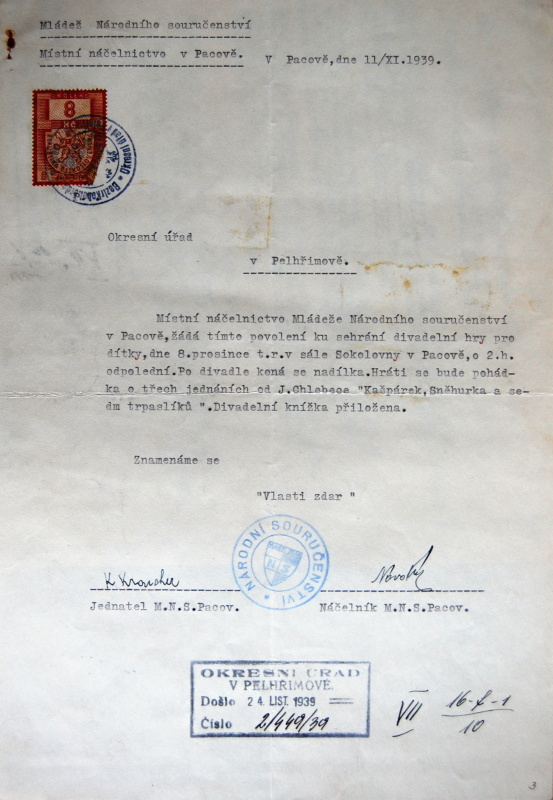 Mládež Národního souručenství
Místní náčelnictvo v Pacově.
V Pacově,dne 11/XI.1939.
8
Kč
Okresní úřad
Okresní úřad
v Pelhřimově.
Místní náčelnictvo Mládeže Národního souručenství
v Pacově,žádá tímto povolení ku sehrání divadelní hry pro
dítky,dne 8.prosince t.r.v sále Sokolovny v Pacově,o 2.h.
odpolední.Po divadle koná se nadílka.Hráti se bude pohád-
ka o třech jednáních od J.Chlebece "Kašpárek,Sněhurka a se-
dm trpaslíků ".Divadelní knížka přiložena.
Znamenáme se
"Vlasti zdar "
NÁRODNÍ SOURUČENSTVÍ
NS
Jednatel M.N.S.Pacov.
Náčelník M.N.S.Pacov.
OKRESNÍ ÚŘAD
V PELHŘIMOVĚ.
Došlo 24. LIST. 1939
Číslo 2/449/39
VII
10
3